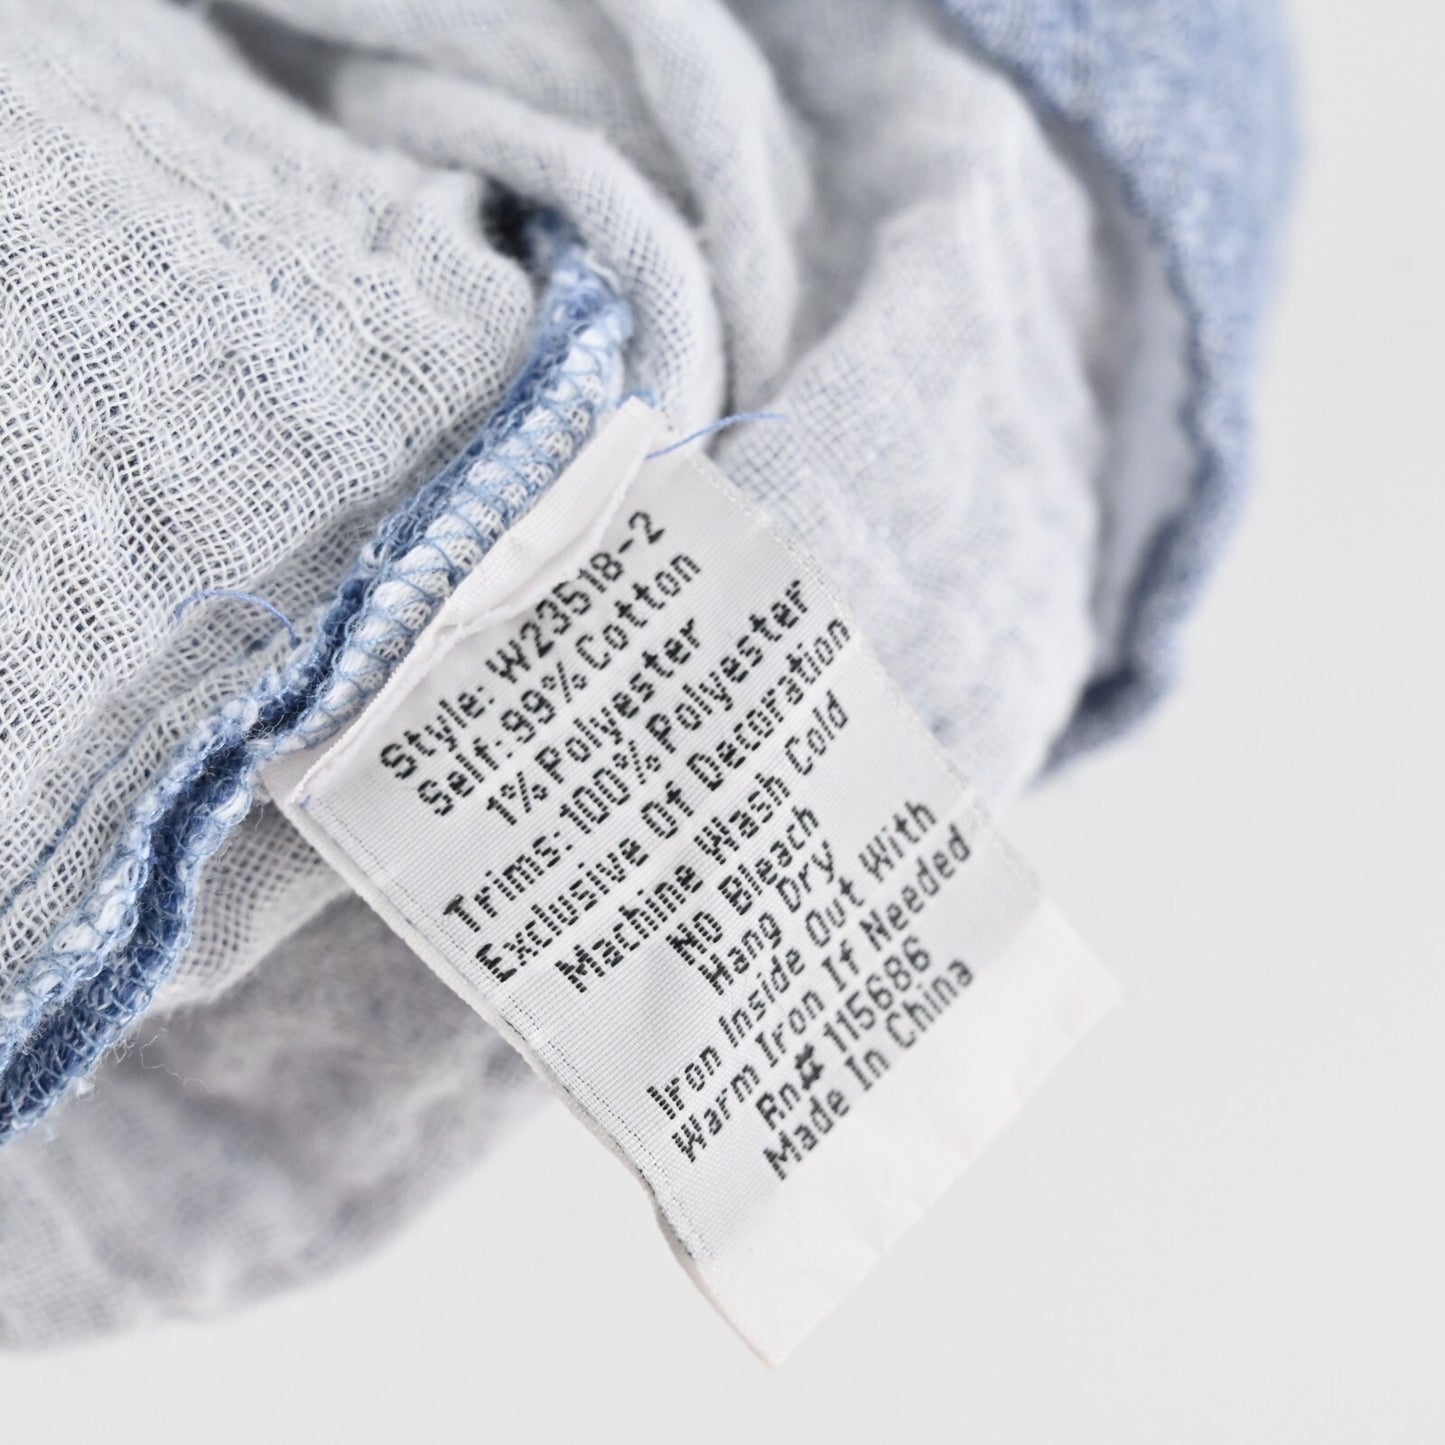 Style: W23518-2
Self: 99% Cotton
1% Polyester
Trims: 100% Polyester
Exclusive Of Decoration
Machine Wash Cold
No Bleach
Hang Dry
Iron Inside Out With
Warm Iron If Needed
Rn# 115686
Made In China